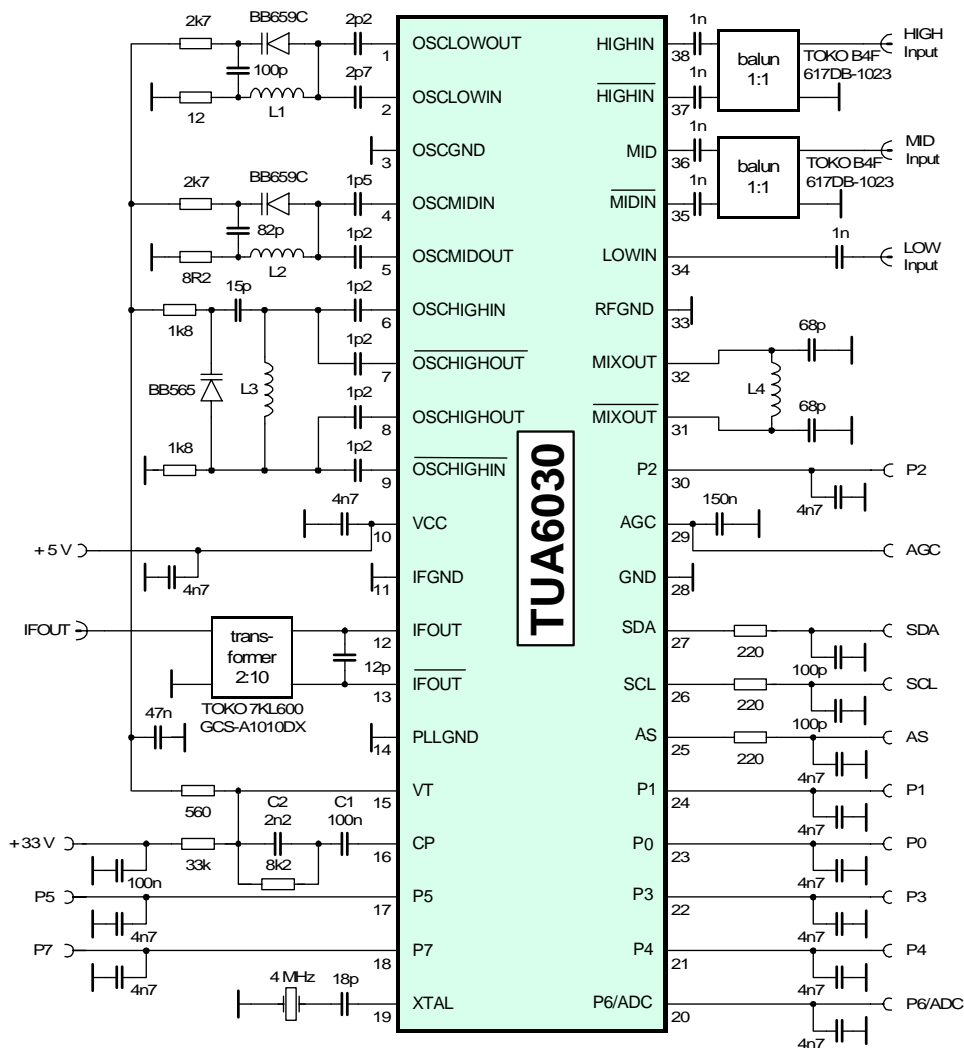 BB659C
2k7
2p2
1
OSCLOWOUT
100p
2p7
12
L1
2
OSCLOWIN
3
OSCGND
2k7
BB659C
1p5
4
OSCMIDIN
82p
1p2
8R2
L2
5
OSCMIDOUT
15p
1p2
1k8
6
OSCHIGHIN
1p2
7
OSCHIGHOUT
BB565
L3
1p2
8
OSCHIGHOUT
1k8
1p2
9
OSCHIGHIN
4n7
10
VCC
+5 V
4n7
11
IFGND
IFOUT
trans-
former
2:10
12
IFOUT
12p
13
IFOUT
TOKO 7KL600
GCS-A1010DX
47n
14
PLLGND
560
15
VT
C2
2n2
C1
100n
+33 V
33k
8k2
16
CP
100n
P5
17
P5
4n7
P7
18
P7
4n7
4 MHz
18p
19
XTAL
TUA6030
HIGHIN
38
1n
balun
1:1
TOKO B4F
617DB-1023
HIGH
Input
HIGHIN
37
1n
MID
36
1n
balun
1:1
TOKO B4F
617DB-1023
MID
Input
MIDIN
35
1n
LOWIN
34
1n
LOW
Input
RFGND
33
MIXOUT
32
68p
L4
MIXOUT
31
68p
P2
30
4n7
P2
AGC
29
150n
AGC
GND
28
SDA
27
220
100p
SDA
SCL
26
220
100p
SCL
AS
25
220
4n7
AS
P1
24
4n7
P1
P0
23
4n7
P0
P3
22
4n7
P3
P4
21
4n7
P4
P6/ADC
20
4n7
P6/ADC